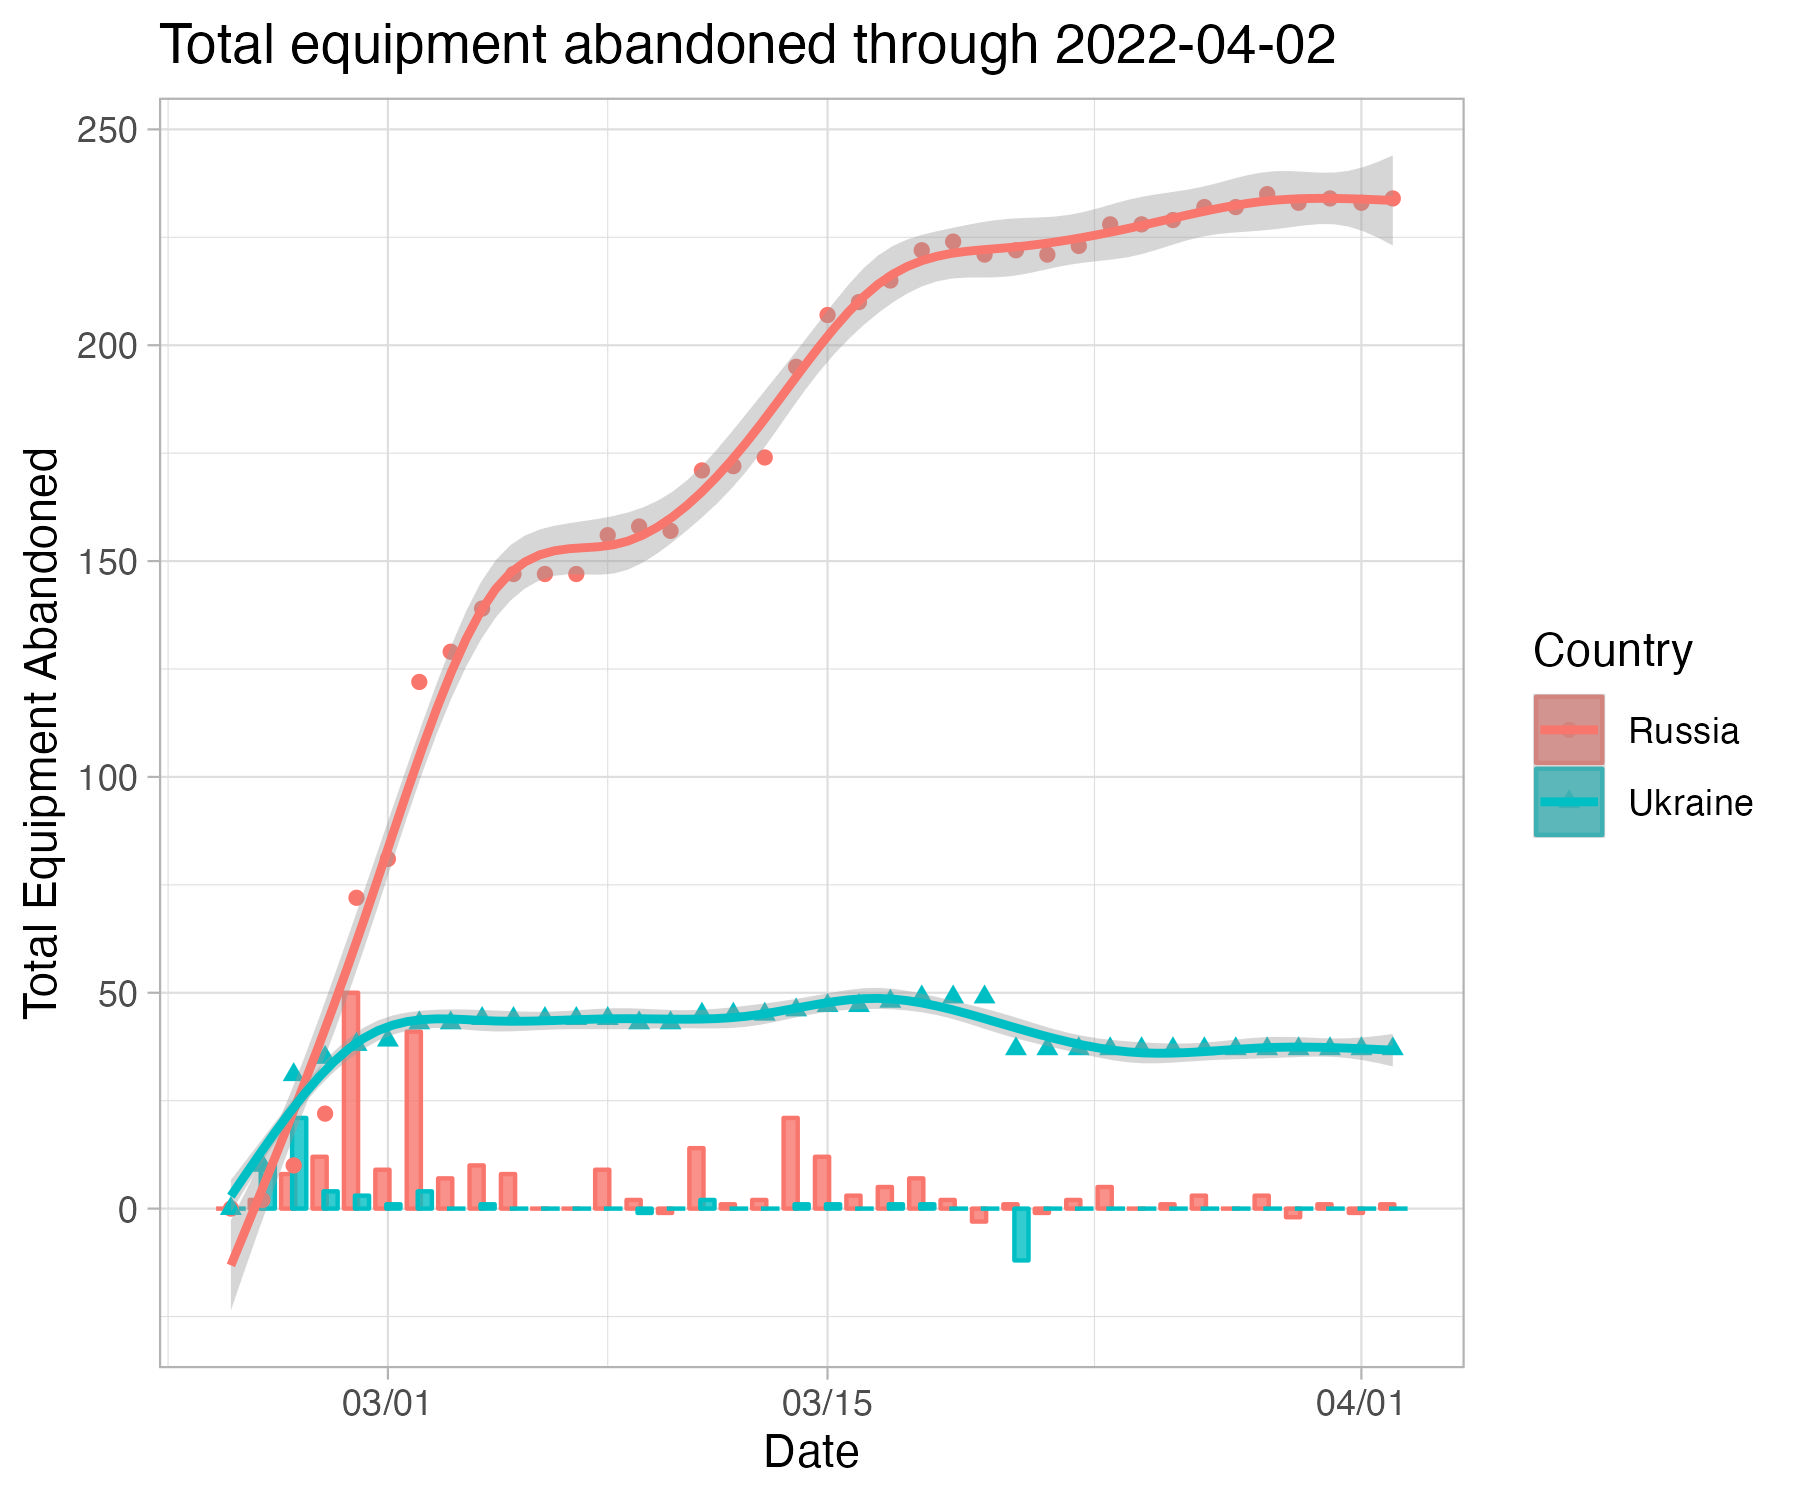 Total equipment abandoned through 2022-04-02
Total Equipment Abandoned
250
200
150
100
50
0
03/01
03/15
04/01
Date
Country
Russia
Ukraine